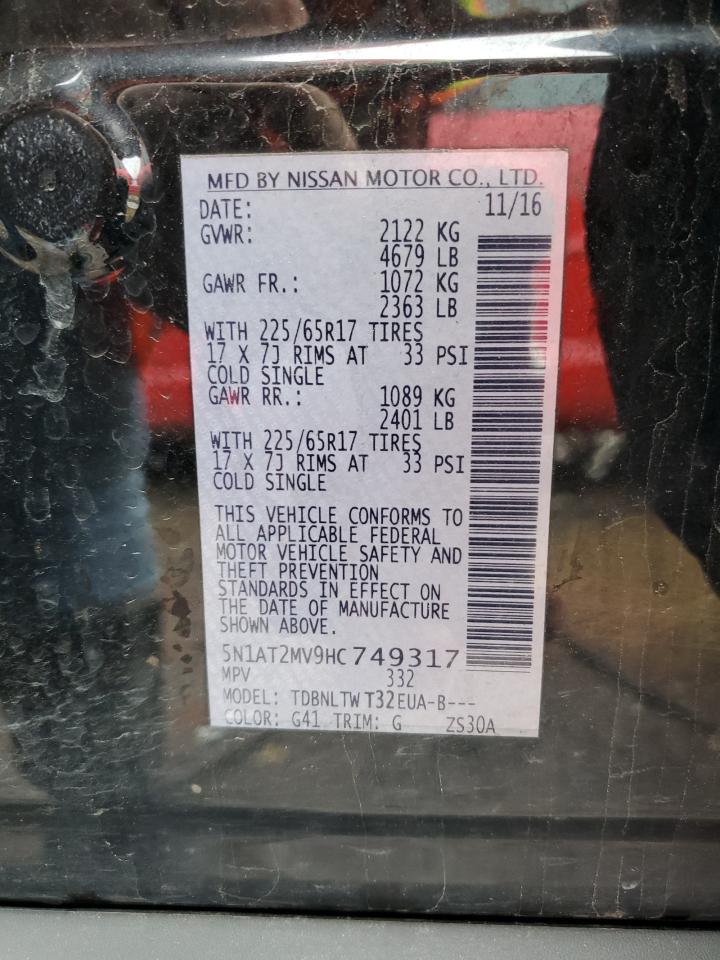 MFD BY NISSAN MOTOR CO., LTD.
DATE: 11/16
GVWR: 2122 KG
4679 LB
GAWR FR.: 1072 KG
2363 LB
WITH 225/65R17 TIRES
17 X 7J RIMS AT 33 PSI
COLD SINGLE
GAWR RR.: 1089 KG
2401 LB
WITH 225/65R17 TIRES
17 X 7J RIMS AT 33 PSI
COLD SINGLE
THIS VEHICLE CONFORMS TO
ALL APPLICABLE FEDERAL
MOTOR VEHICLE SAFETY AND
THEFT PREVENTION
STANDARDS IN EFFECT ON
THE DATE OF MANUFACTURE
SHOWN ABOVE.
5N1AT2MV9HC749317
MPV 332
MODEL: TDBNLTW T32EUA-B---
COLOR: G41 TRIM: G ZS30A